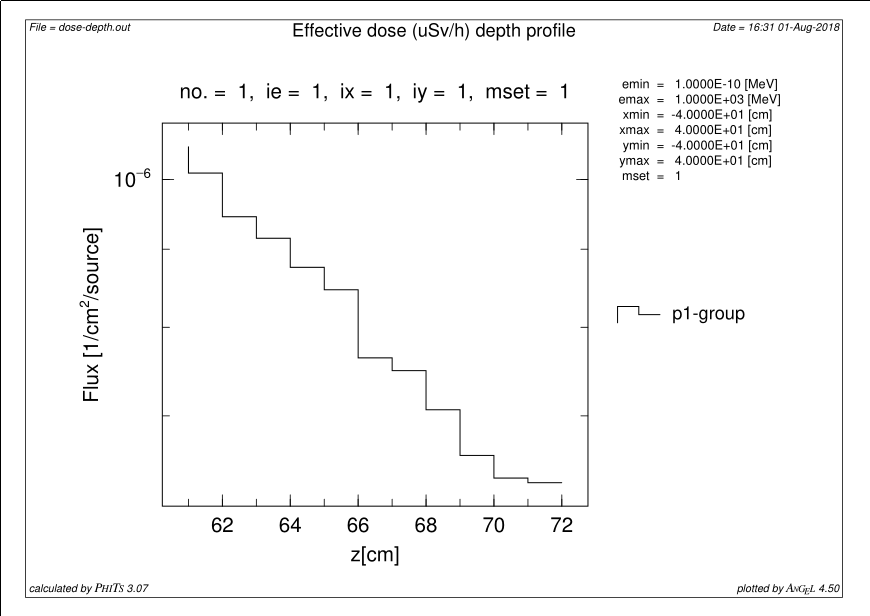 File = dose-depth.out
Effective dose (uSv/h) depth profile
Date = 16:31 01-Aug-2018
no. = 1, ie = 1, ix = 1, iy = 1, mset = 1
emin = 1.0000E-10 [MeV]
emax = 1.0000E+03 [MeV]
xmin = -4.0000E+01 [cm]
xmax = 4.0000E+01 [cm]
ymin = -4.0000E+01 [cm]
ymax = 4.0000E+01 [cm]
mset = 1
10⁻⁶
Flux [1/cm²/source]
p1-group
62 64 66 68 70 72
z[cm]
calculated by PHITS 3.07
plotted by ANGEL 4.50